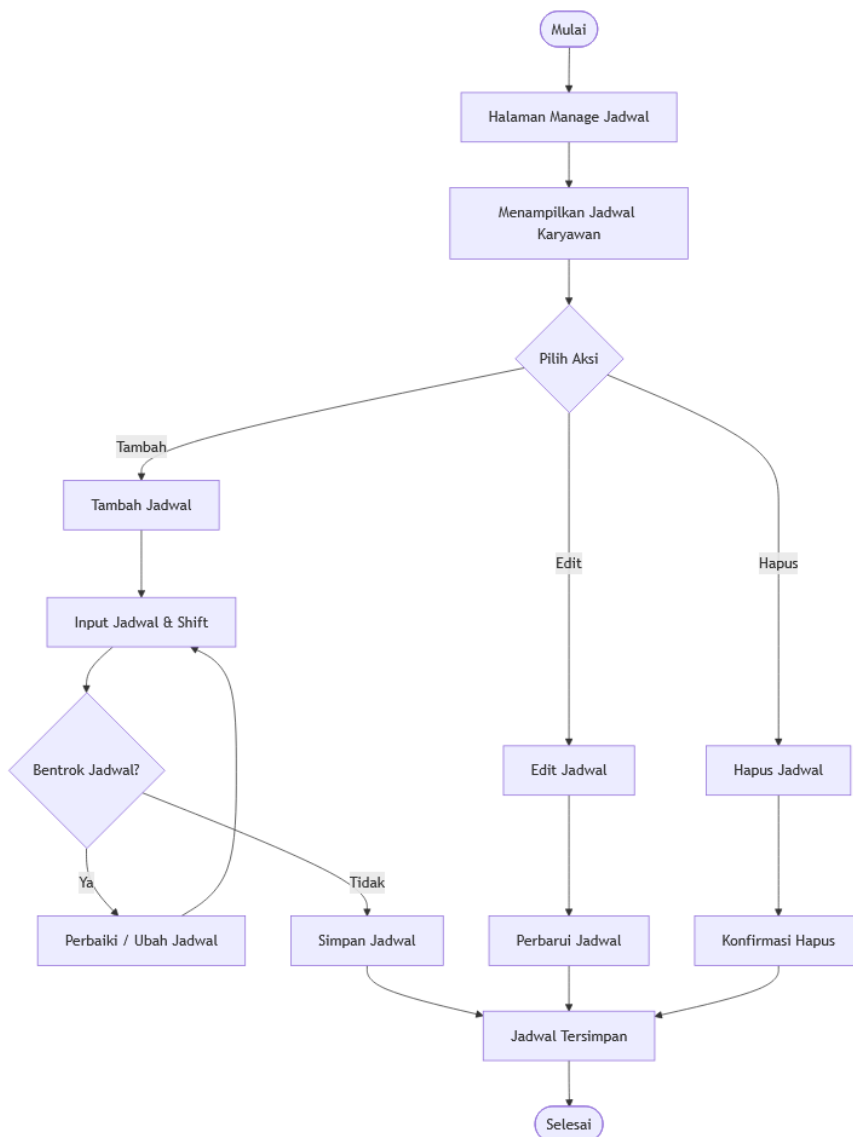 Mulai
Halaman Manage Jadwal
Menampilkan Jadwal
Karyawan
Pilih Aksi
Tambah
Tambah Jadwal
Edit
Hapus
Input Jadwal & Shift
Bentrok Jadwal?
Edit Jadwal
Hapus Jadwal
Ya
Tidak
Perbaiki / Ubah Jadwal
Simpan Jadwal
Perbarui Jadwal
Konfirmasi Hapus
Jadwal Tersimpan
Selesai